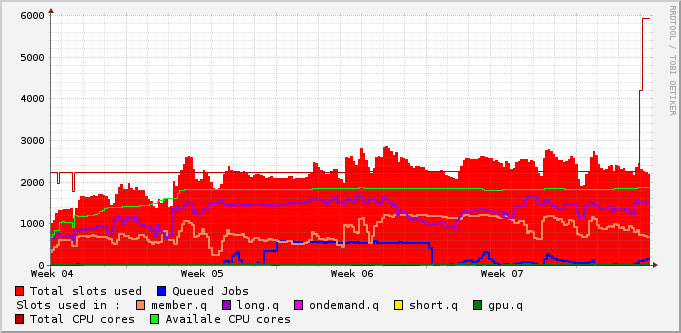 6000
5000
4000
3000
2000
1000
0
Week 04 Week 05 Week 06 Week 07
Total slots used Queued Jobs
Slots used in : member.q long.q ondemand.q short.q gpu.q
Total CPU cores Availale CPU cores
RRDTOOL / TOBI OETIKER